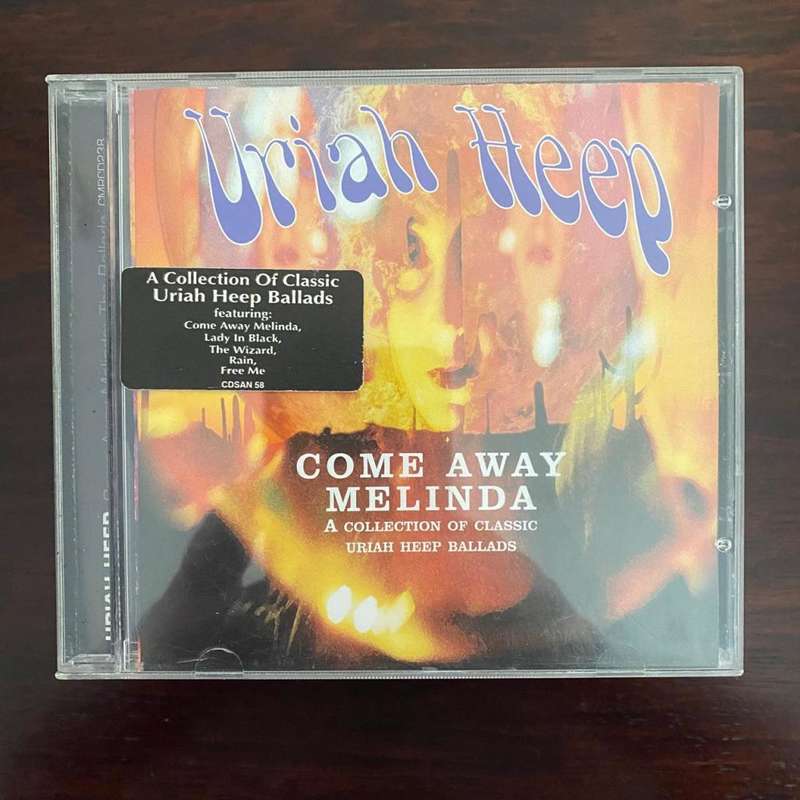 Uriah Heep
A Collection Of Classic
Uriah Heep Ballads
featuring:
Come Away Melinda,
Lady In Black,
The Wizard,
Rain,
Free Me
CDSAN 58
COME AWAY
MELINDA
A COLLECTION OF CLASSIC
URIAH HEEP BALLADS
URIAH HEEP